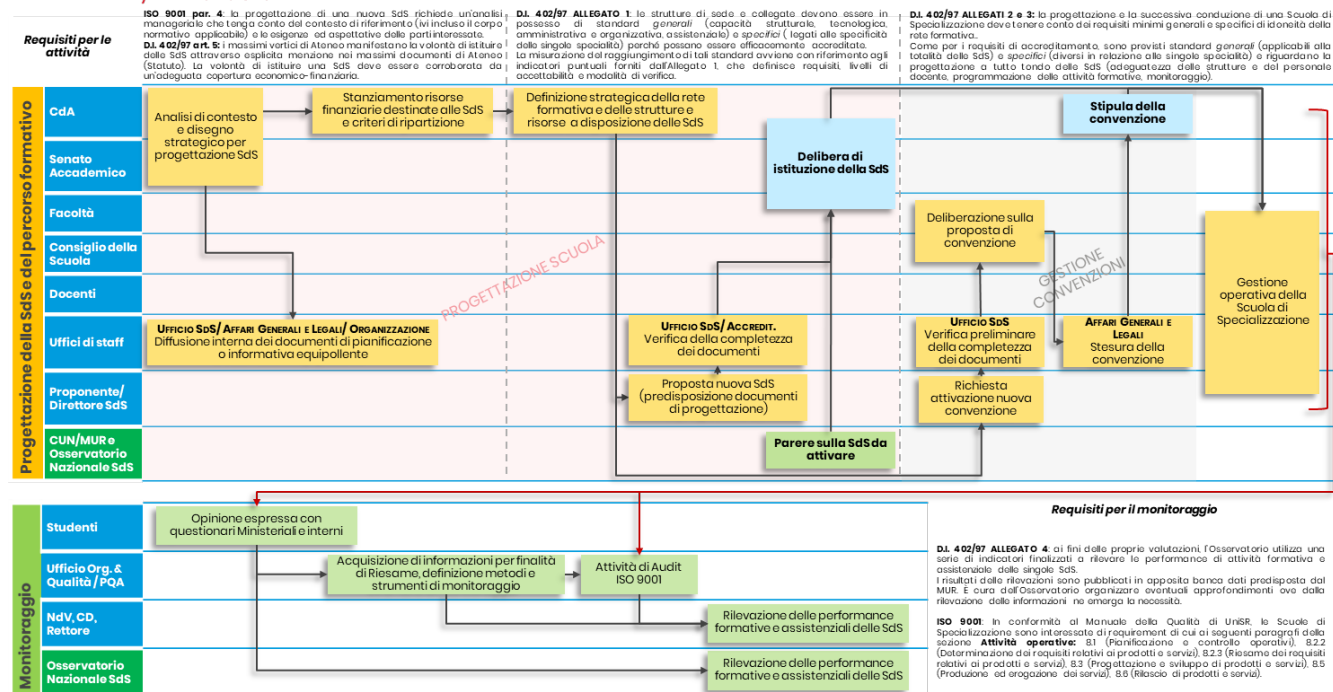 Requisiti per le
attività
ISO 9001 par. 4: la progettazione di una nuova SdS richiede un'analisi
manageriale che tenga conto del contesto di riferimento (ivi incluso il corpo
normativo applicabile) e le esigenze ed aspettative delle parti interessate.
D.I. 402/97 art. 5: i massimi vertici di Ateneo manifestano la volontà di istituire
delle SdS attraverso esplicita menzione nei massimi documenti di Ateneo
(Statuto). La volontà di istituire una SdS deve essere corroborata da
un'adeguata copertura economico-finanziaria.
D.I. 402/97 ALLEGATO 1: le strutture di sede e collegate devono essere in
possesso di standard generali (capacità strutturale, tecnologica,
amministrativa e organizzativa, assistenziale) e specifici (legati alle specificità
delle singole specialità) perché possano essere efficacemente accreditate.
La misurazione del raggiungimento di tali standard avviene con riferimento agli
indicatori puntuali forniti dall'Allegato 1, che definisce requisiti, livelli di
accettabilità e modalità di verifica.
D.I. 402/97 ALLEGATI 2 e 3: la progettazione e la successiva conduzione di una Scuola di
Specializzazione deve tenere conto dei requisiti minimi generali e specifici di idoneità della
rete formativa.
Come per i requisiti di accreditamento, sono previsti standard generali (applicabili alla
totalità delle SdS) e specifici (diversi in relazione alle singole specialità) e riguardano la
progettazione a tutto tondo delle SdS (adeguatezza delle strutture e del personale
docente, programmazione delle attività formative, monitoraggio).
Progettazione della SdS e del percorso formativo
CdA
Senato
Accademico
Facoltà
Consiglio della
Scuola
Docenti
Uffici di staff
Proponente/
Direttore SdS
CUN/MUR e
Osservatorio
Nazionale SdS
Analisi di contesto
e disegno
strategico per
progettazione SdS
Stanziamento risorse
finanziarie destinate alle SdS
e criteri di ripartizione
Definizione strategica della rete
formativa e delle strutture e
risorse a disposizione delle SdS
Delibera di
istituzione della SdS
Stipula della
convenzione
Deliberazione sulla
proposta di
convenzione
PROGETTAZIONE SCUOLA
GESTIONE
CONVENZIONI
Gestione
operativa della
Scuola di
Specializzazione
UFFICIO SDS/ AFFARI GENERALI E LEGALI/ ORGANIZZAZIONE
Diffusione interna dei documenti di pianificazione
o informativa equipollente
UFFICIO SDS/ ACCREDIT.
Verifica della completezza
dei documenti
UFFICIO SDS
Verifica preliminare
della completezza
dei documenti
AFFARI GENERALI E
LEGALI
Stesura della
convenzione
Proposta nuova SdS
(predisposizione documenti
di progettazione)
Richiesta
attivazione nuova
convenzione
Parere sulla SdS da
attivare
Monitoraggio
Studenti
Ufficio Org. &
Qualità / PQA
NdV, CD,
Rettore
Osservatorio
Nazionale SdS
Opinione espressa con
questionari Ministeriali e interni
Acquisizione di informazioni per finalità
di Riesame, definizione metodi e
strumenti di monitoraggio
Attività di Audit
ISO 9001
Rilevazione delle performance
formative e assistenziali delle SdS
Rilevazione delle performance
formative e assistenziali delle SdS
Requisiti per il monitoraggio
D.I. 402/97 ALLEGATO 4: ai fini delle proprie valutazioni, l'Osservatorio utilizza una
serie di indicatori finalizzati a rilevare le performance di attività formativa e
assistenziale delle singole SdS.
I risultati delle rilevazioni sono pubblicati in apposita banca dati predisposta dal
MUR. È cura dell'Osservatorio organizzare eventuali approfondimenti ove dalla
rilevazione delle informazioni ne emerga la necessità.
ISO 9001: In conformità al Manuale della Qualità di UniSR, le Scuole di
Specializzazione sono interessate di requirement di cui ai seguenti paragrafi della
sezione Attività operative: 8.1 (Pianificazione e controllo operativi), 8.2.2
(Determinazione dei requisiti relativi ai prodotti e servizi), 8.2.3 (Riesame dei requisiti
relativi ai prodotti e servizi), 8.3 (Progettazione e sviluppo di prodotti e servizi), 8.5
(Produzione ed erogazione dei servizi), 8.6 (Rilascio di prodotti e servizi).